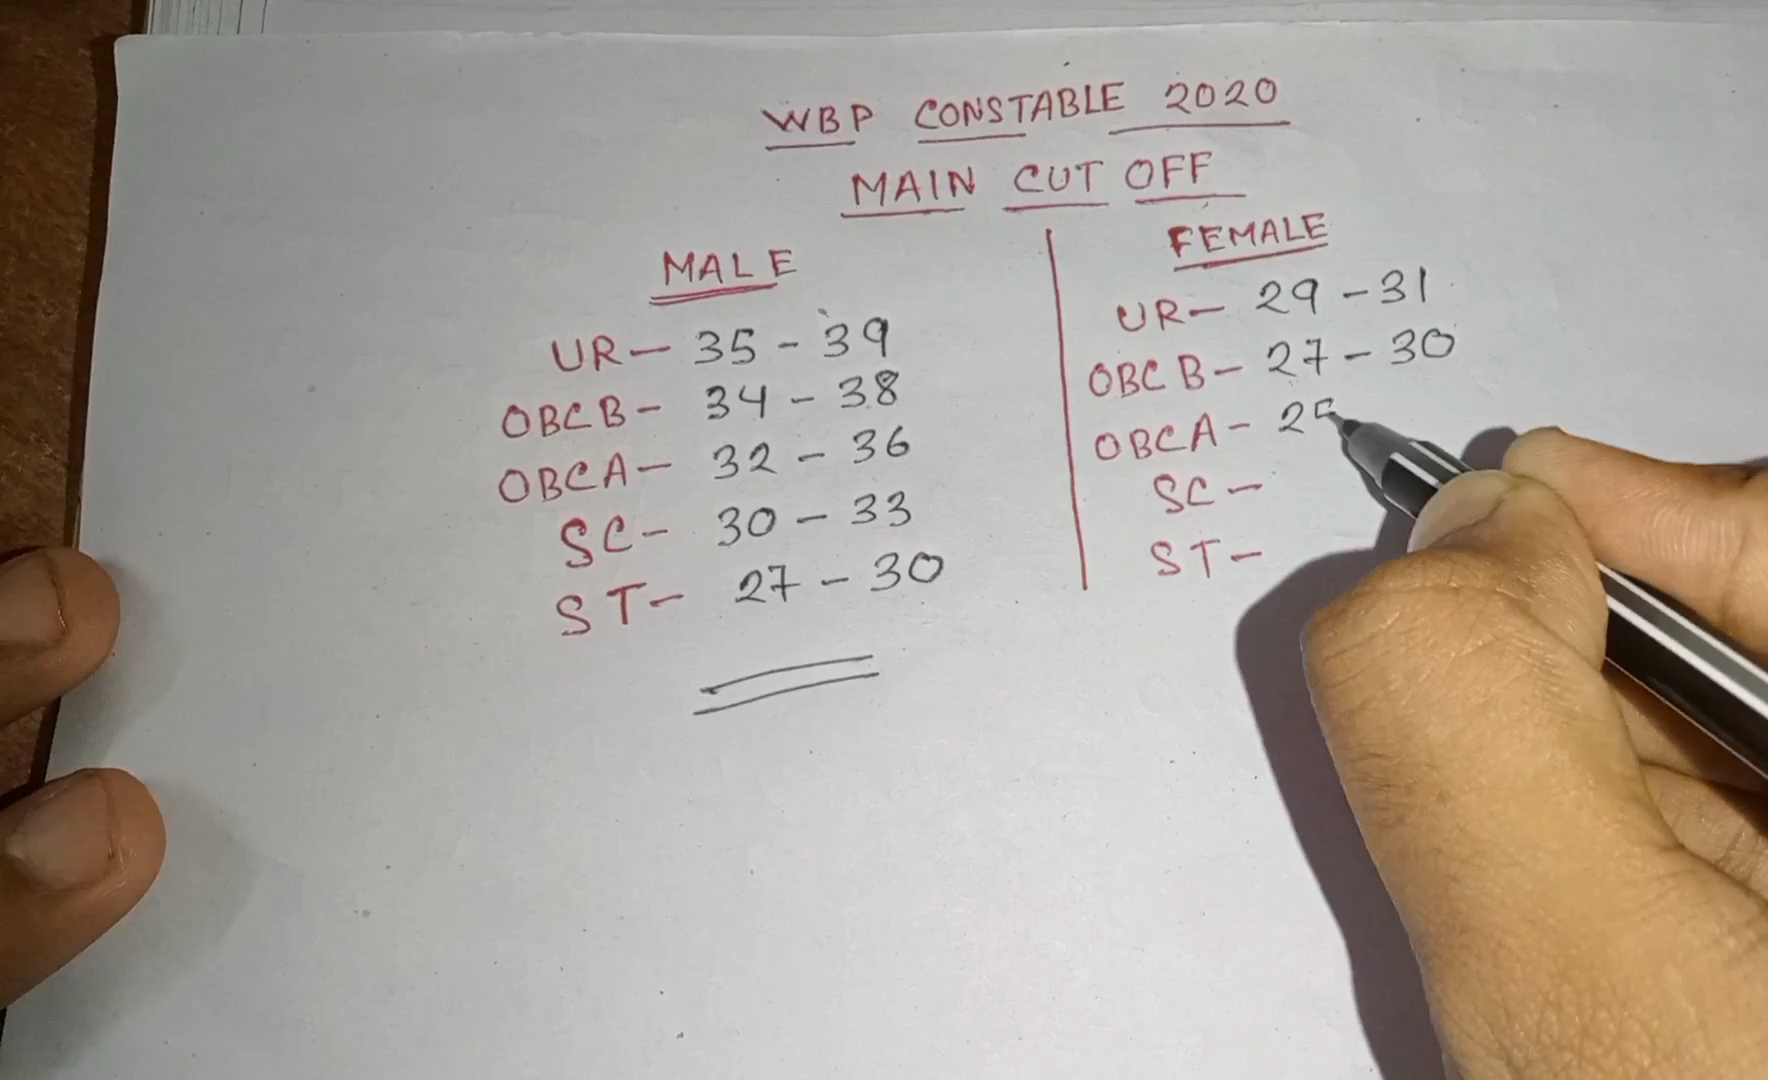 WBP CONSTABLE 2020
MAIN CUT OFF
MALE
UR- 35-39
OBCB- 34-38
OBCA- 32-36
SC- 30-33
ST- 27-30
FEMALE
UR- 29-31
OBCB- 27-30
OBCA-
SC-
ST-